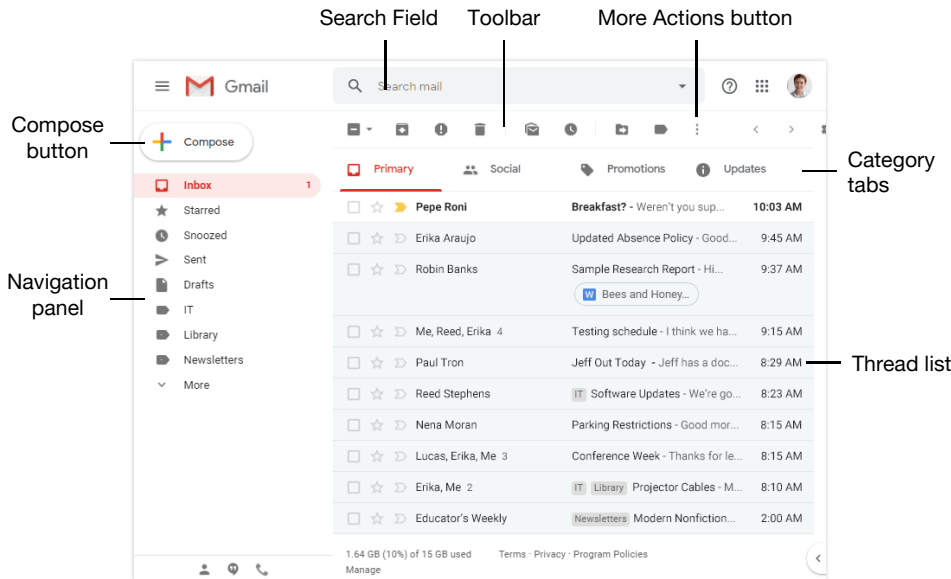 Search Field Toolbar More Actions button
Gmail
Search mail
Compose
button
Compose
Category
tabs
Primary Social Promotions Updates
Inbox 1
Starred
Snoozed
Sent
Drafts
IT
Library
Newsletters
More
Navigation
panel
Pepe Roni Breakfast? - Weren't you sup... 10:03 AM
Erika Araujo Updated Absence Policy - Good... 9:45 AM
Robin Banks Sample Research Report - Hi... 9:37 AM
W Bees and Honey...
Me, Reed, Erika 4 Testing schedule - I think we ha... 9:15 AM
Paul Tron Jeff Out Today - Jeff has a doc... 8:29 AM
Thread list
Reed Stephens IT Software Updates - We're go... 8:23 AM
Nena Moran Parking Restrictions - Good mor... 8:15 AM
Lucas, Erika, Me 3 Conference Week - Thanks for le... 8:15 AM
Erika, Me 2 IT Library Projector Cables - M... 8:10 AM
Educator's Weekly Newsletters Modern Nonfiction... 2:00 AM
1.64 GB (10%) of 15 GB used Terms · Privacy · Program Policies
Manage